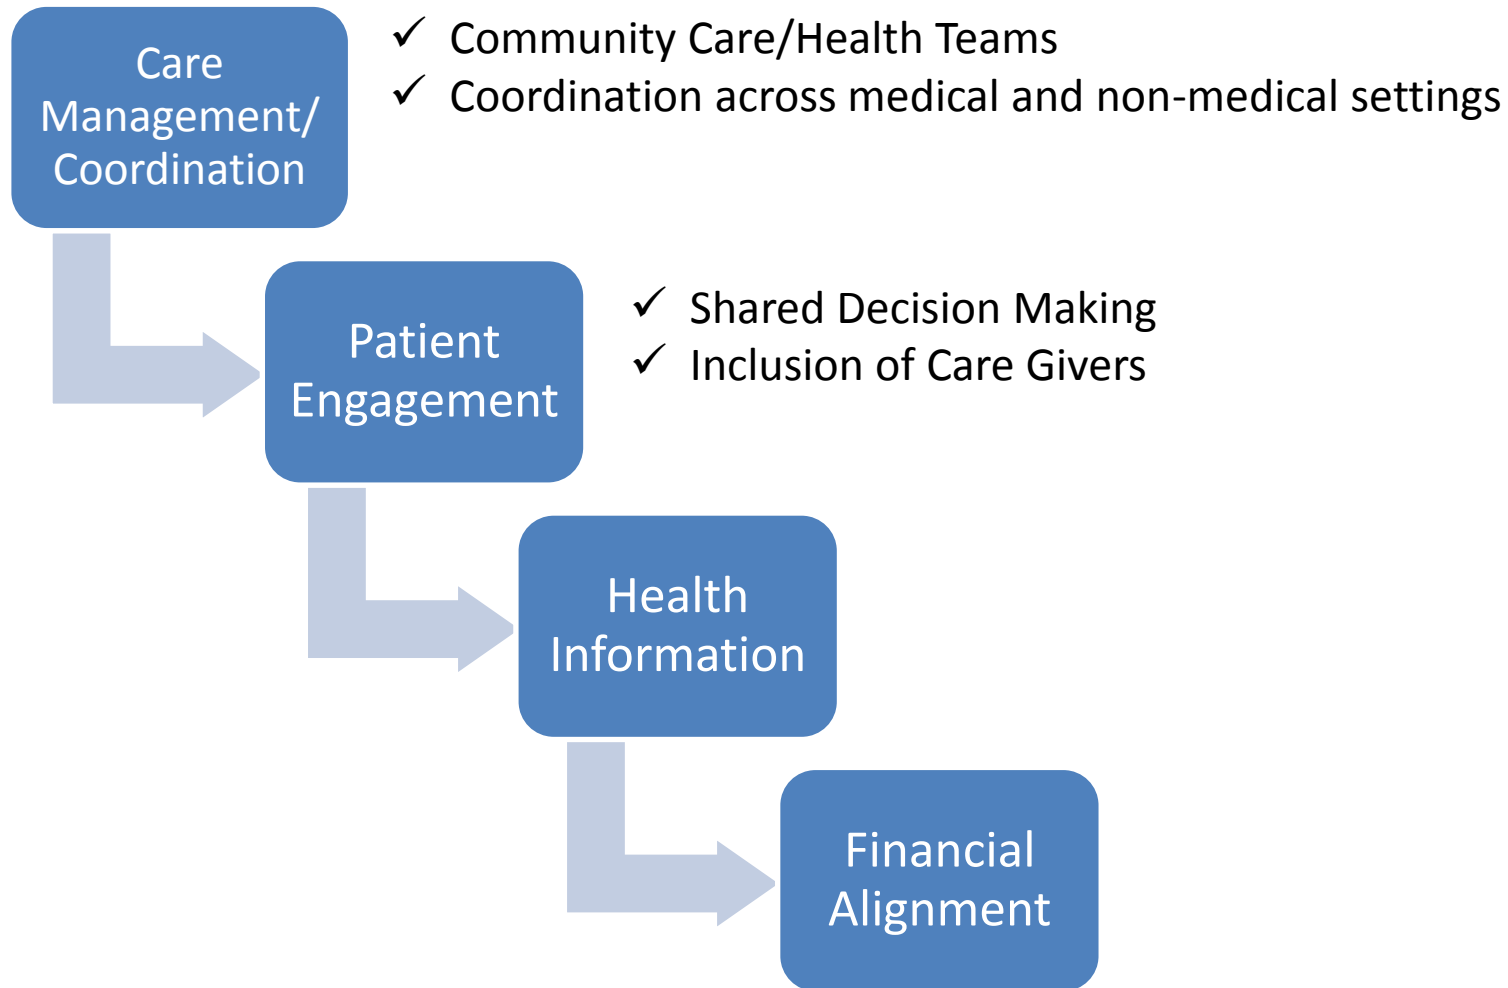 Care
Management/
Coordination
✓ Community Care/Health Teams
✓ Coordination across medical and non-medical settings
Patient
Engagement
✓ Shared Decision Making
✓ Inclusion of Care Givers
Health
Information
Financial
Alignment